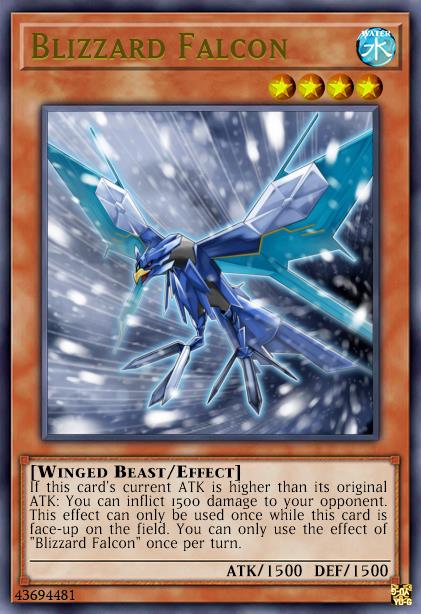 BLIZZARD FALCON
WATER
水
[WINGED BEAST/EFFECT]
If this card's current ATK is higher than its original
ATK: You can inflict 1500 damage to your opponent.
This effect can only be used once while this card is
face-up on the field. You can only use the effect of
"Blizzard Falcon" once per turn.
ATK/1500 DEF/1500
43694481